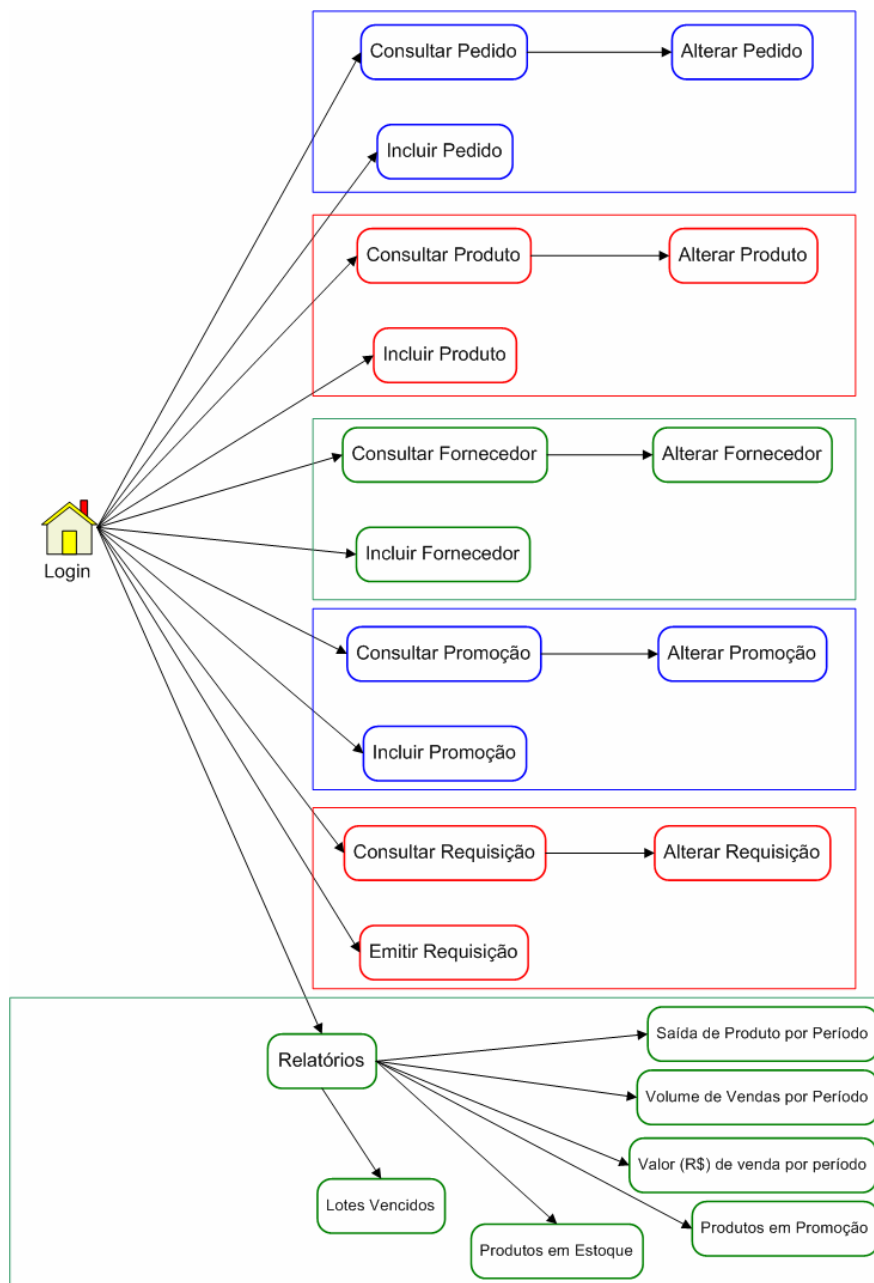 Consultar Pedido
Alterar Pedido
Incluir Pedido
Consultar Produto
Alterar Produto
Incluir Produto
Consultar Fornecedor
Alterar Fornecedor
Incluir Fornecedor
Login
Consultar Promoção
Alterar Promoção
Incluir Promoção
Consultar Requisição
Alterar Requisição
Emitir Requisição
Relatórios
Saída de Produto por Período
Volume de Vendas por Período
Valor (R$) de venda por período
Lotes Vencidos
Produtos em Promoção
Produtos em Estoque